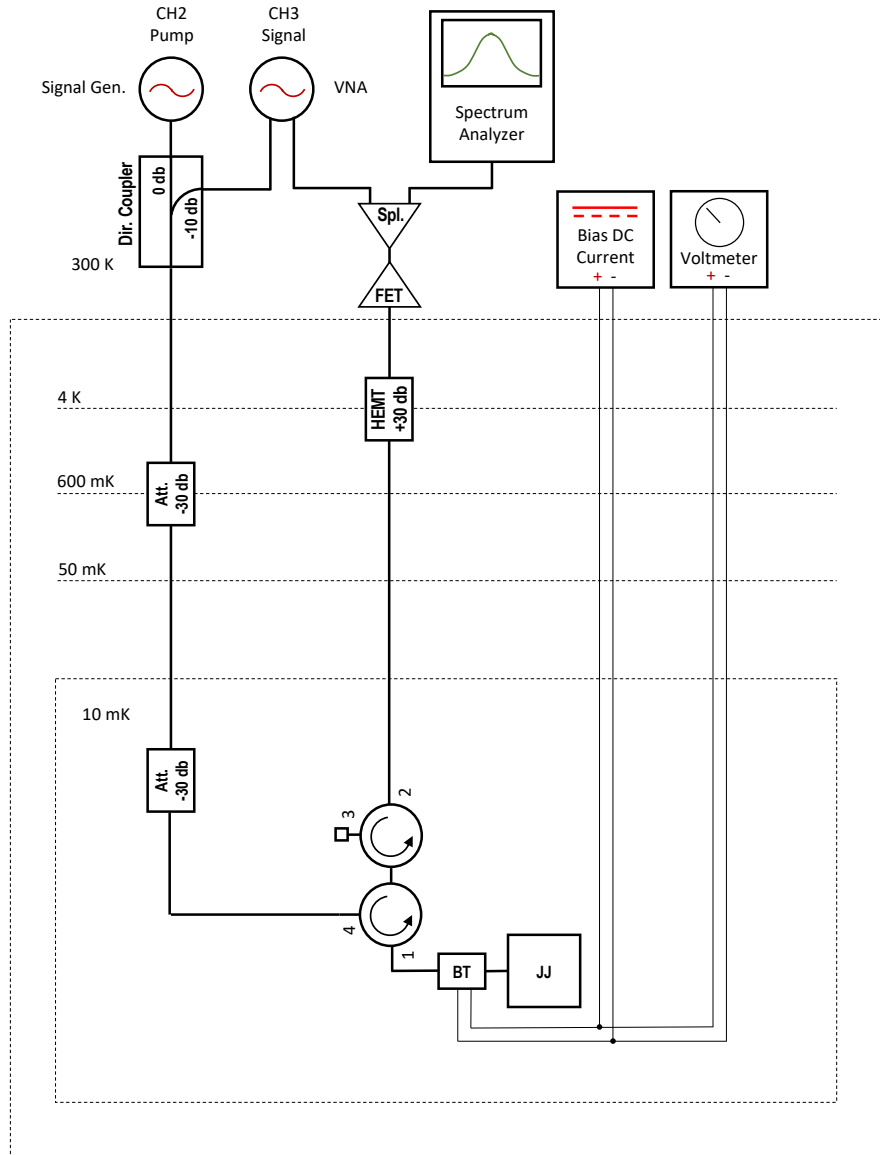 CH2
Pump
CH3
Signal
Signal Gen.
VNA
Spectrum
Analyzer
Dir. Coupler
0 db
-10 db
Spl.
Bias DC
Current
+ -
Voltmeter
+ -
300 K
FET
4 K
HEMT
+30 db
600 mK
Att.
-30 db
50 mK
10 mK
Att.
-30 db
2
3
4
1
BT
JJ